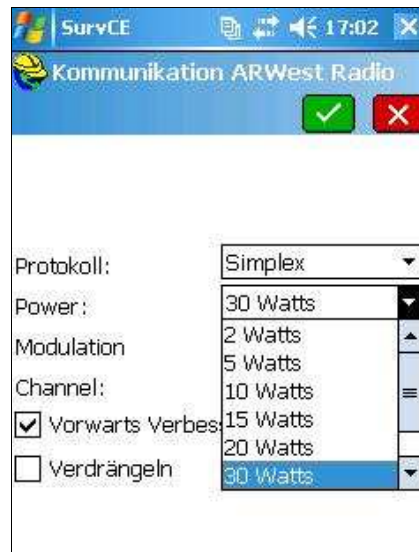 SurvCE 17:02
Kommunikation ARWest Radio
Protokoll: Simplex
Power: 30 Watts
2 Watts
Modulation
5 Watts
10 Watts
Channel:
15 Watts
Vorwarts Verbes
20 Watts
Verdrängeln
30 Watts